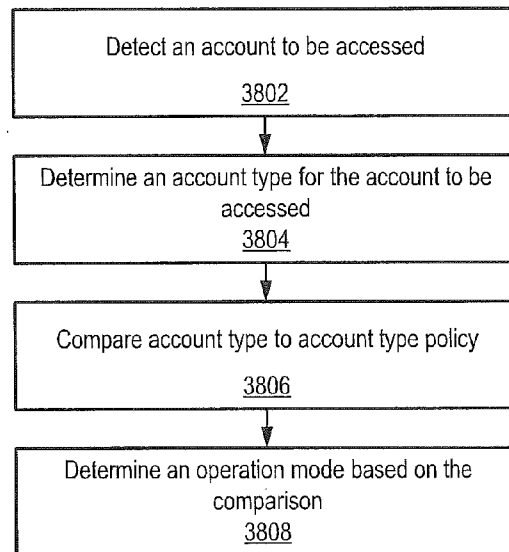 Detect an account to be accessed
3802
Determine an account type for the account to be
accessed
3804
Compare account type to account type policy
3806
Determine an operation mode based on the
comparison
3808